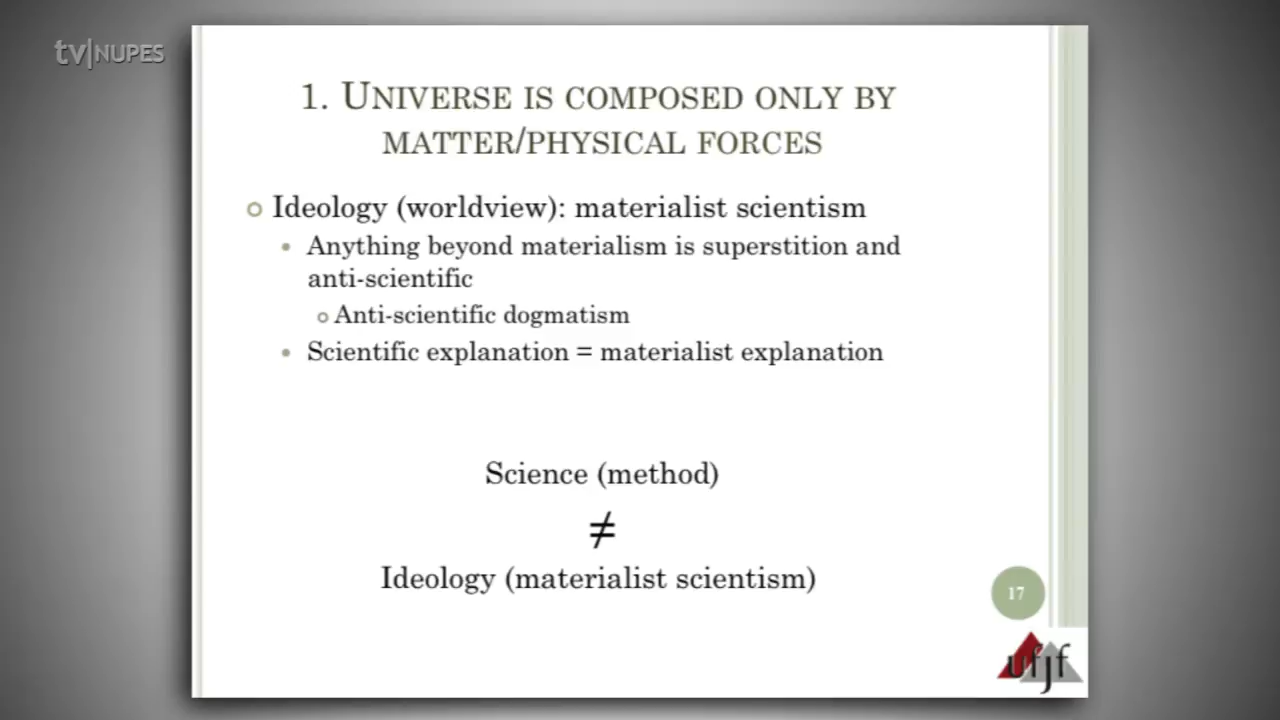 tv|NUPES
1. UNIVERSE IS COMPOSED ONLY BY
MATTER/PHYSICAL FORCES
Ideology (worldview): materialist scientism
Anything beyond materialism is superstition and
anti-scientific
Anti-scientific dogmatism
Scientific explanation = materialist explanation
Science (method)
≠
Ideology (materialist scientism)
17
ufjf